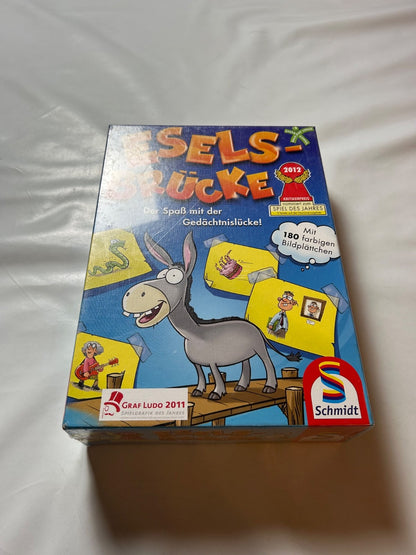 ESELS-
BRÜCKE
Der Spaß mit der
Gedächtnislücke!
2012
KRITIKERPREIS
SPIEL DES JAHRES
Mit
180 farbigen
Bildplättchen
GRAF LUDO 2011
SPIELGRAFIK DES JAHRES
Schmidt